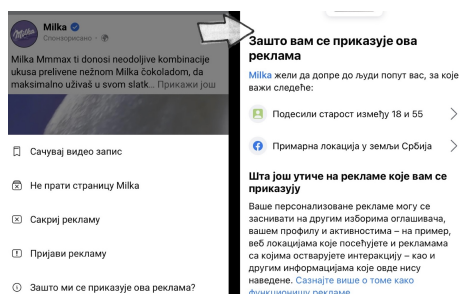 Milka
Спонзорисано
Milka Mmmax ti donosi neodoljive kombinacije
ukusa prelivene nežnom Milka čokoladom, da
maksimalno uživaš u svom slatk... Прикажи још
Сачувај видео запис
Не прати страницу Milka
Сакриј рекламу
Пријави рекламу
Зашто ми се приказује ова реклама?
Зашто вам се приказује ова
реклама
Milka жели да допре до људи попут вас, за које
важи следеће:
Подесили старост између 18 и 55
Примарна локација у земљи Србија
Шта још утиче на рекламе које вам се
приказују
Ваше персонализоване рекламе могу се
заснивати на другим изборима оглашивача,
вашем профилу и активностима – на пример,
веб локацијама које посећујете и рекламама
са којима остварујете интеракцију – као и
другим информацијама које овде нису
наведене. Сазнајте више о томе како
функционишу рекламе.